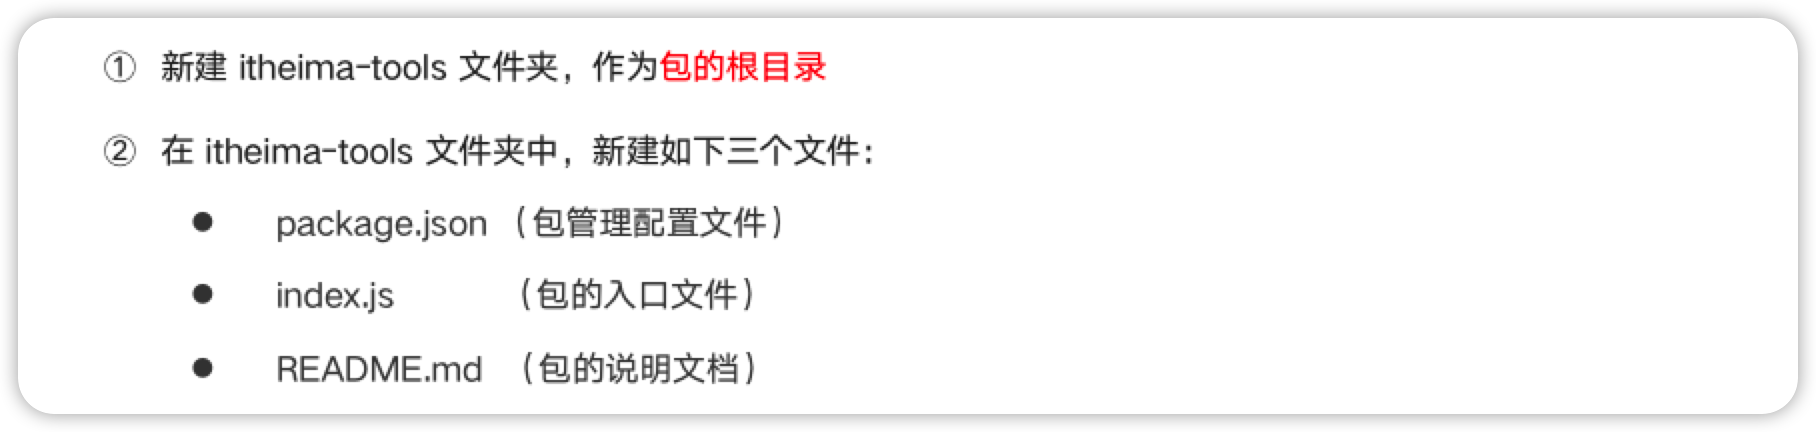 ① 新建 itheima-tools 文件夹，作为包的根目录
② 在 itheima-tools 文件夹中，新建如下三个文件：
● package.json （包管理配置文件）
● index.js （包的入口文件）
● README.md （包的说明文档）